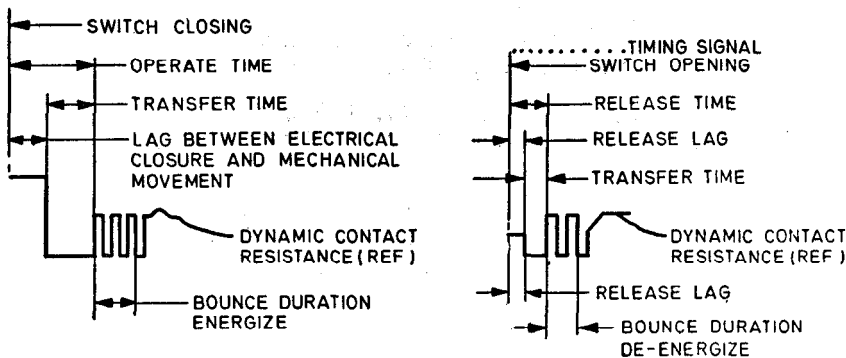 SWITCH CLOSING
OPERATE TIME
TRANSFER TIME
LAG BETWEEN ELECTRICAL
CLOSURE AND MECHANICAL
MOVEMENT
DYNAMIC CONTACT
RESISTANCE (REF)
BOUNCE DURATION
ENERGIZE
TIMING SIGNAL
SWITCH OPENING
RELEASE TIME
RELEASE LAG
TRANSFER TIME
DYNAMIC CONTACT
RESISTANCE (REF)
RELEASE LAG
BOUNCE DURATION
DE-ENERGIZE